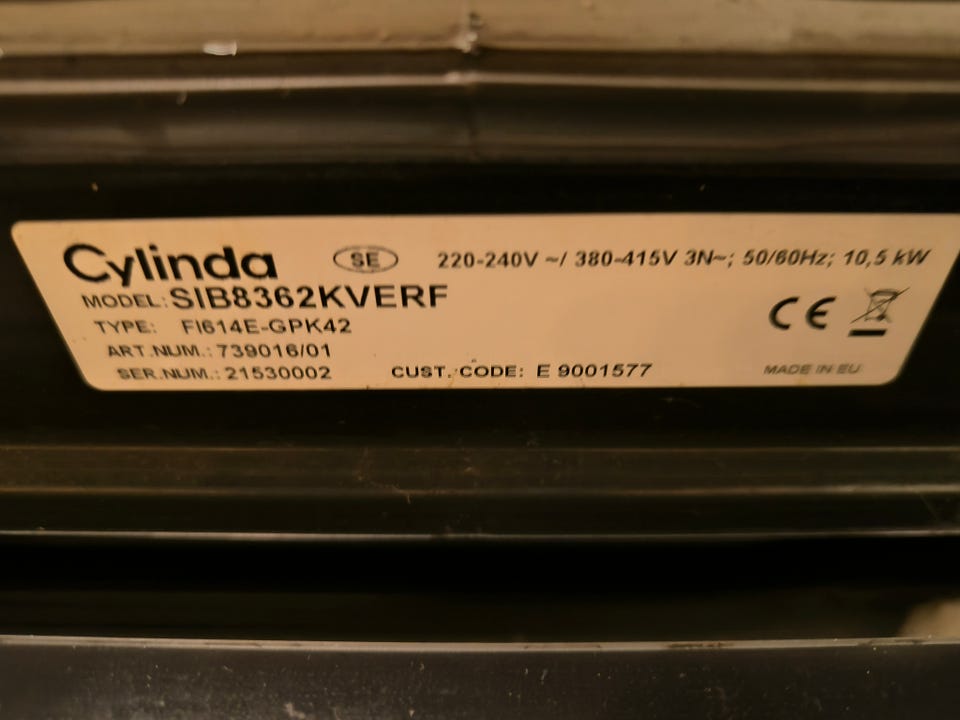 Cylinda SE 220-240V ~/ 380-415V 3N~; 50/60Hz; 10,5 kW
MODEL: SIB8362KVERF
TYPE: FI614E-GPK42
ART.NUM.: 739016/01
SER.NUM.: 21530002 CUST. CODE: E 9001577 MADE IN EU
CE